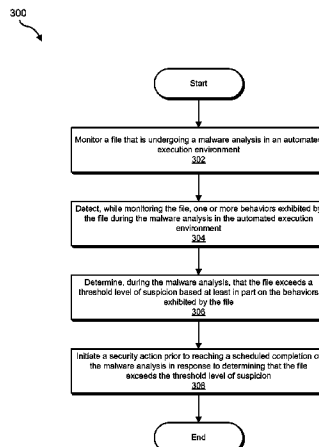 300
Start
Monitor a file that is undergoing a malware analysis in an automated
execution environment
302
Detect, while monitoring the file, one or more behaviors exhibited by
the file during the malware analysis in the automated execution
environment
304
Determine, during the malware analysis, that the file exceeds a
threshold level of suspicion based at least in part on the behaviors
exhibited by the file
306
Initiate a security action prior to reaching a scheduled completion of
the malware analysis in response to determining that the file
exceeds the threshold level of suspicion
308
End